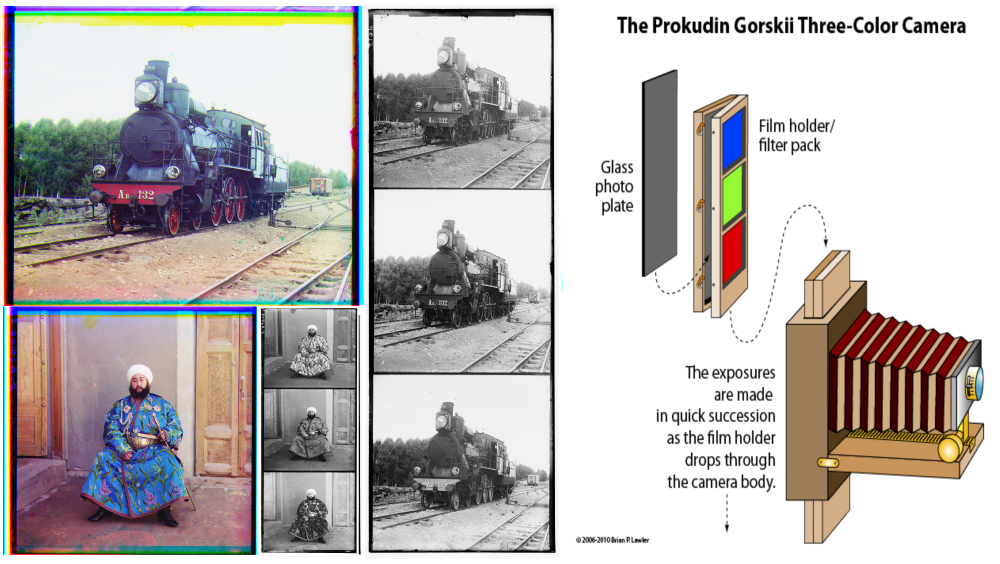 The Prokudin Gorskii Three-Color Camera
Film holder/
filter pack
Glass
photo
plate
The exposures
are made
in quick succession
as the film holder
drops through
the camera body.
© 2006-2010 Brian P. Lawler
132